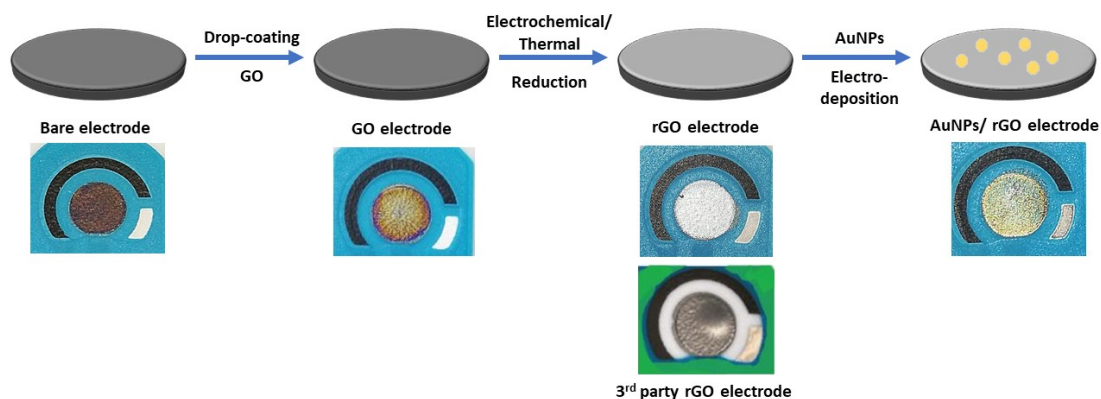 Drop-coating
GO
Electrochemical/
Thermal
Reduction
AuNPs
Electro-
deposition
Bare electrode
GO electrode
rGO electrode
AuNPs/ rGO electrode
3rd party rGO electrode